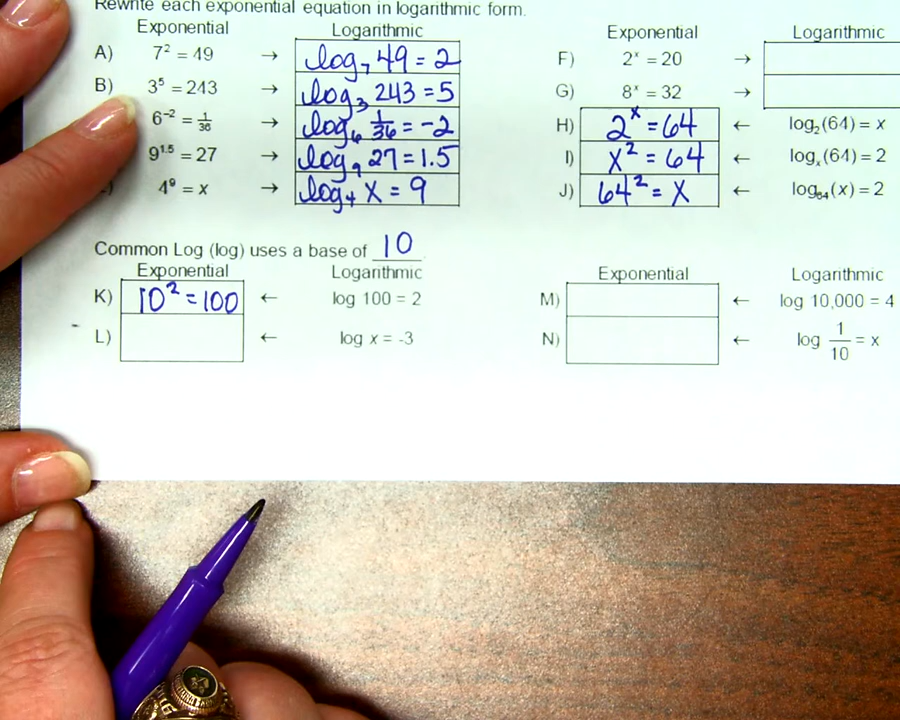 Rewrite each exponential equation in logarithmic form.
Exponential Logarithmic
A) 7² = 49 → log₇ 49 = 2
B) 3⁵ = 243 → log₃ 243 = 5
6⁻² = 1/36 → log₆ 1/36 = -2
9¹·⁵ = 27 → log₉ 27 = 1.5
4⁹ = x → log₄ x = 9
Exponential Logarithmic
F) 2ˣ = 20 →
G) 8ˣ = 32 →
H) 2ˣ = 64 ← log₂(64) = x
I) x² = 64 ← logₓ(64) = 2
J) 64² = x ← log₆₄(x) = 2
Common Log (log) uses a base of 10
Exponential Logarithmic
K) 10² = 100 ← log 100 = 2
L) ← log x = -3
Exponential Logarithmic
M) ← log 10,000 = 4
N) ← log 1/10 = x